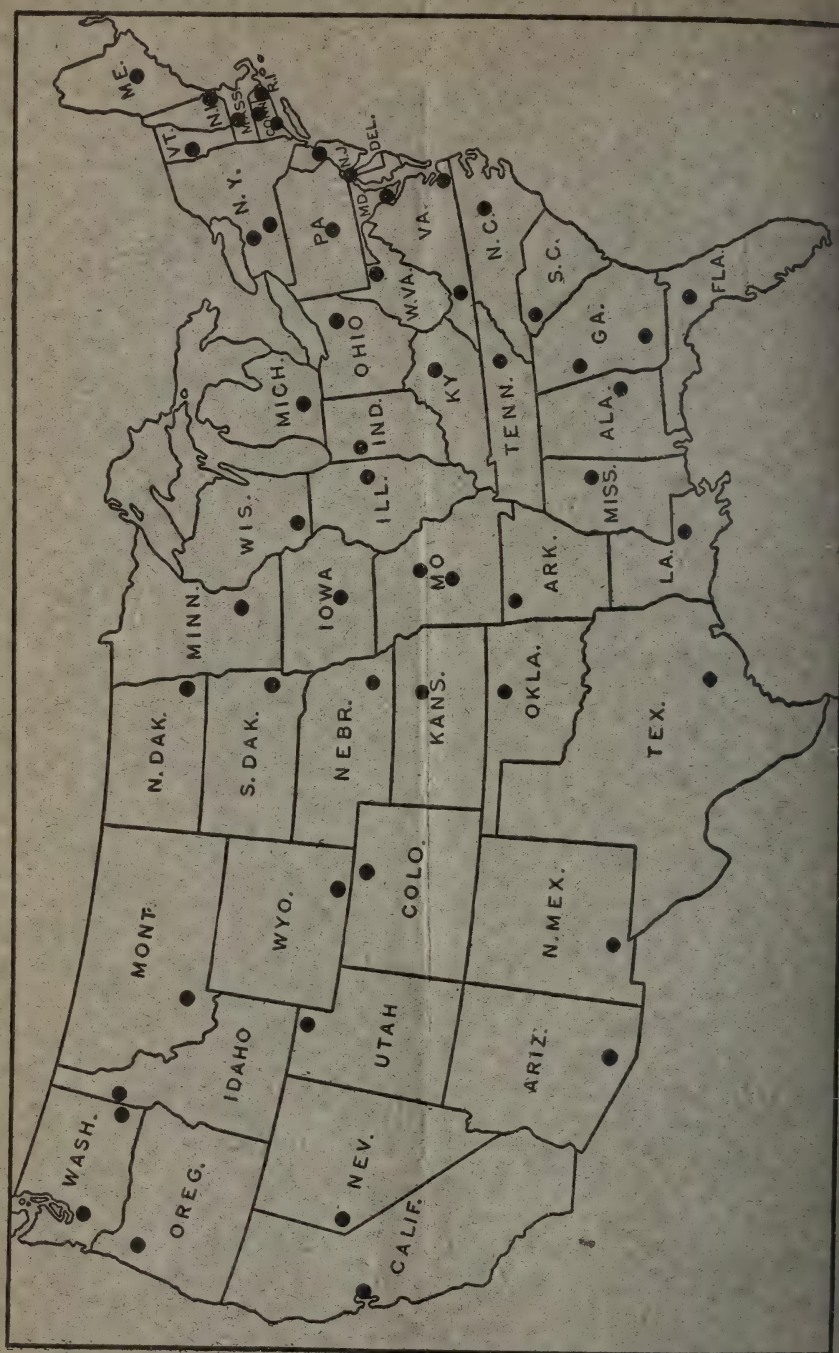 WASH.
OREG.
CALIF.
NEV.
IDAHO
MONT.
WYO.
UTAH
COLO.
ARIZ.
N.MEX.
N.DAK.
S.DAK.
NEBR.
KANS.
OKLA.
TEX.
MINN.
IOWA
MO
ARK.
LA.
WIS.
ILL.
MICH.
IND.
OHIO
KY
TENN.
MISS.
ALA.
GA.
FLA.
S.C.
N.C.
VA.
W.VA.
MD.
DEL.
PA
N.J.
N.Y.
VT.
N.H.
ME.
MASS.
CONN.
R.I.